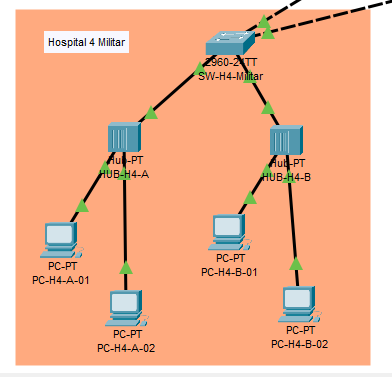 Hospital 4 Militar
2960-24TT
SW-H4-Militar
Hub-PT
HUB-H4-A
Hub-PT
HUB-H4-B
PC-PT
PC-H4-A-01
PC-PT
PC-H4-B-01
PC-PT
PC-H4-A-02
PC-PT
PC-H4-B-02